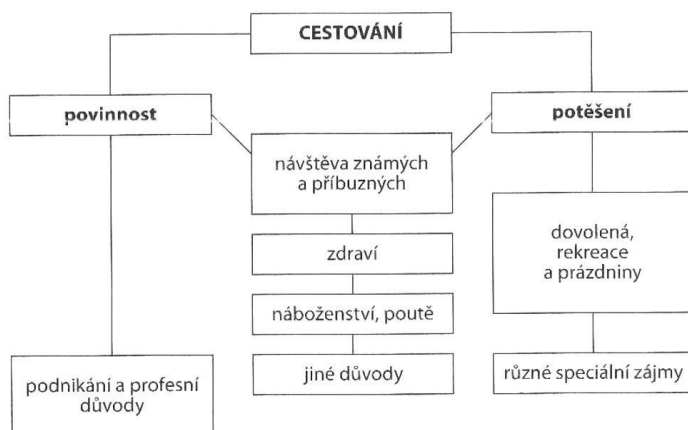 CESTOVÁNÍ
povinnost
potěšení
návštěva známých
a příbuzných
dovolená,
rekreace
a prázdniny
zdraví
náboženství, poutě
jiné důvody
různé speciální zájmy
podnikání a profesní
důvody